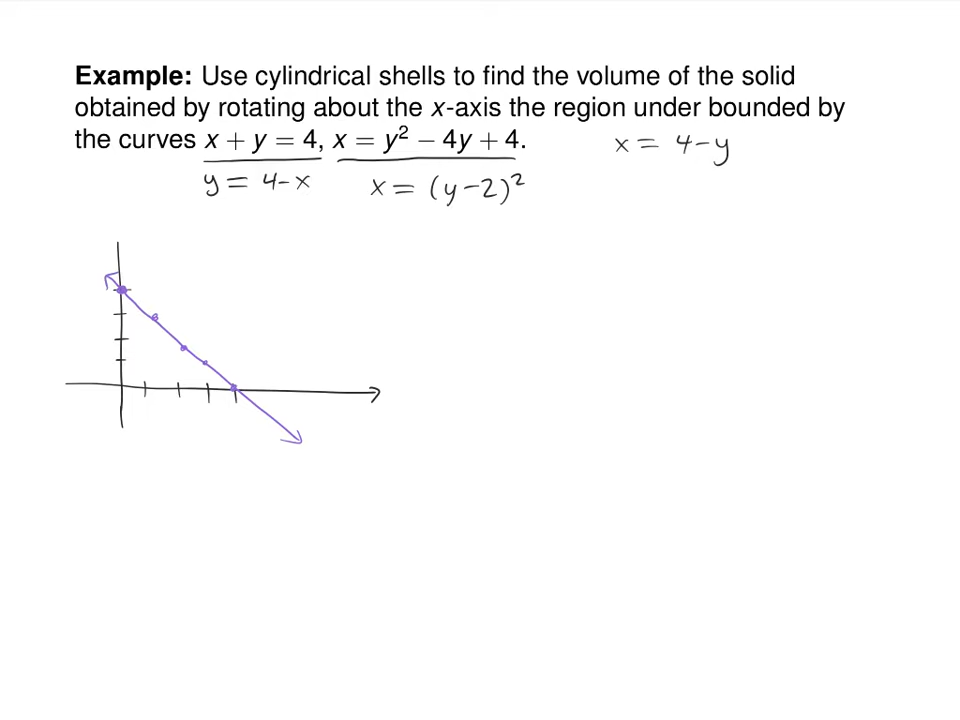 Example: Use cylindrical shells to find the volume of the solid
obtained by rotating about the x-axis the region under bounded by
the curves x + y = 4, x = y² − 4y + 4. x = 4-y
y = 4-x x = (y-2)²